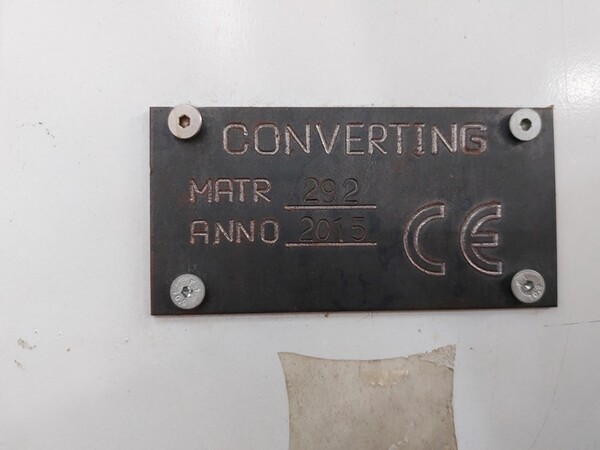 CONVERTING
MATR 292
ANNO 2015 CE